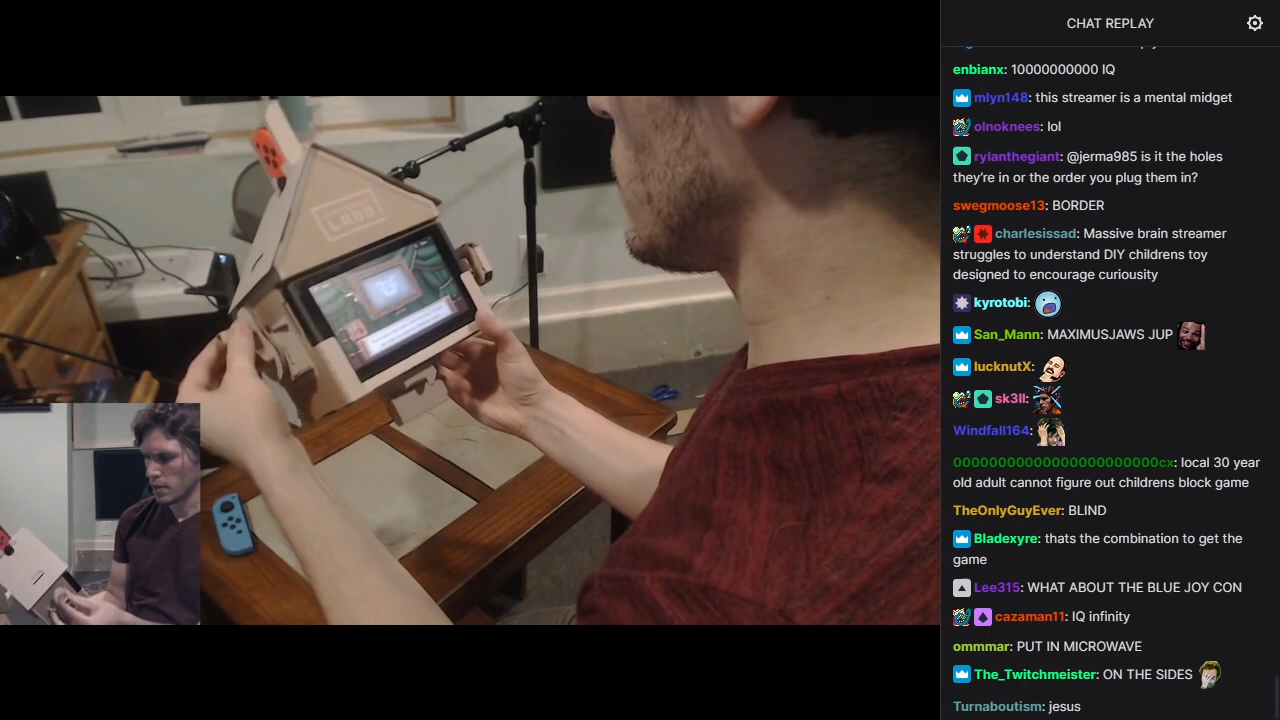 CHAT REPLAY
enbianx: 10000000000 IQ
mlyn148: this streamer is a mental midget
olnoknees: lol
rylanthegiant: @jerma985 is it the holes
they're in or the order you plug them in?
swegmoose13: BORDER
charlesissad: Massive brain streamer
struggles to understand DIY childrens toy
designed to encourage curiousity
kyrotobi:
San_Mann: MAXIMUSJAWS JUP
lucknutX:
sk3ll:
Windfall164:
local 30 year
old adult cannot figure out childrens block game
TheOnlyGuyEver: BLIND
Bladexyre: thats the combination to get the
game
Lee315: WHAT ABOUT THE BLUE JOY CON
cazaman11: IQ infinity
ommmar: PUT IN MICROWAVE
The_Twitchmeister: ON THE SIDES
Turnaboutism: jesus
LABO